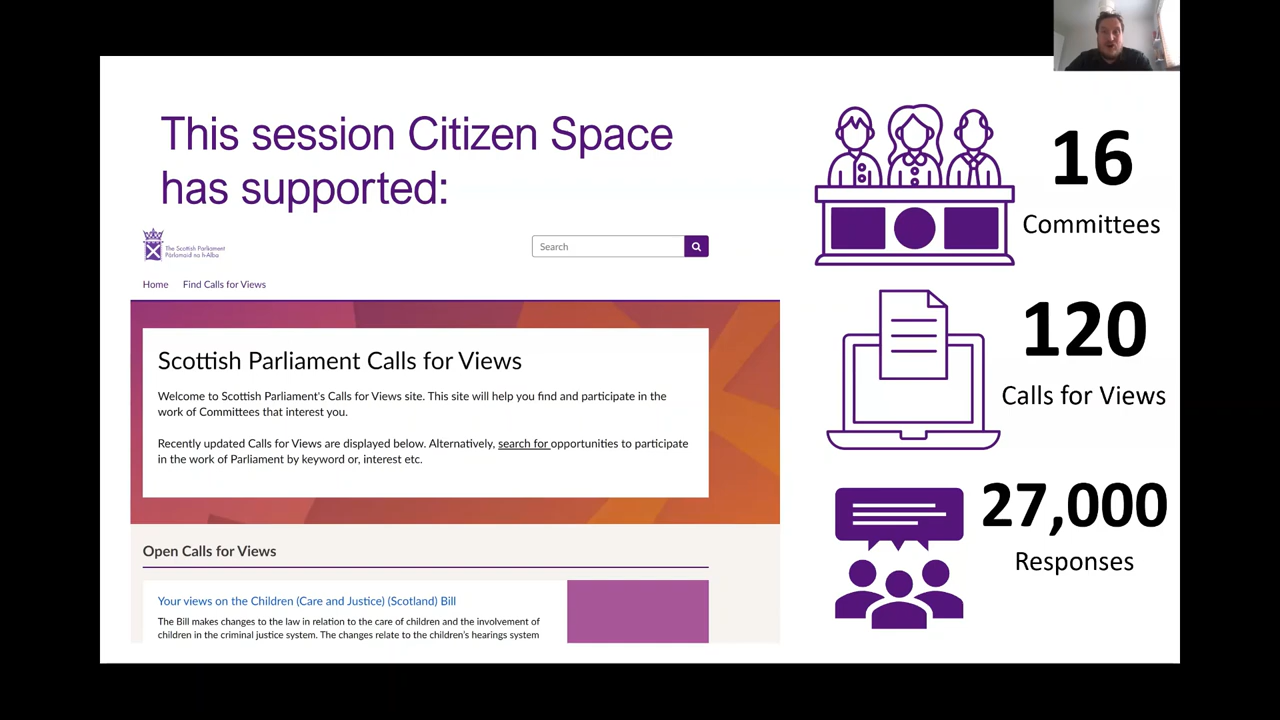 This session Citizen Space
has supported:
The Scottish Parliament
Pàrlamaid na h-Alba
Search
Home
Find Calls for Views
Scottish Parliament Calls for Views
Welcome to Scottish Parliament's Calls for Views site. This site will help you find and participate in the
work of Committees that interest you.
Recently updated Calls for Views are displayed below. Alternatively, search for opportunities to participate
in the work of Parliament by keyword or, interest etc.
Open Calls for Views
Your views on the Children (Care and Justice) (Scotland) Bill
The Bill makes changes to the law in relation to the care of children and the involvement of
children in the criminal justice system. The changes relate to the children's hearings system
16
Committees
120
Calls for Views
27,000
Responses